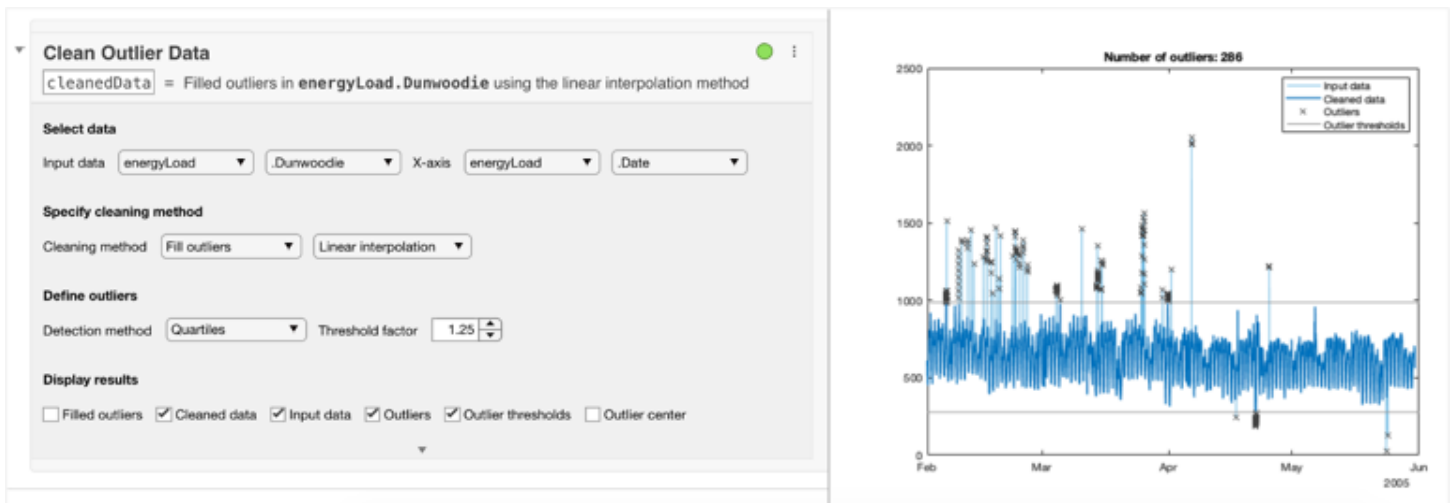 Clean Outlier Data
cleanedData = Filled outliers in energyLoad.Dunwoodie using the linear interpolation method
Select data
Input data energyLoad .Dunwoodie X-axis energyLoad .Date
Specify cleaning method
Cleaning method Fill outliers Linear interpolation
Define outliers
Detection method Quartiles Threshold factor 1.25
Display results
Filled outliers Cleaned data Input data Outliers Outlier thresholds Outlier center
Number of outliers: 286
2500
2000
1500
1000
500
0
Input data
Cleaned data
Outliers
Outlier thresholds
Feb Mar Apr May Jun
2005